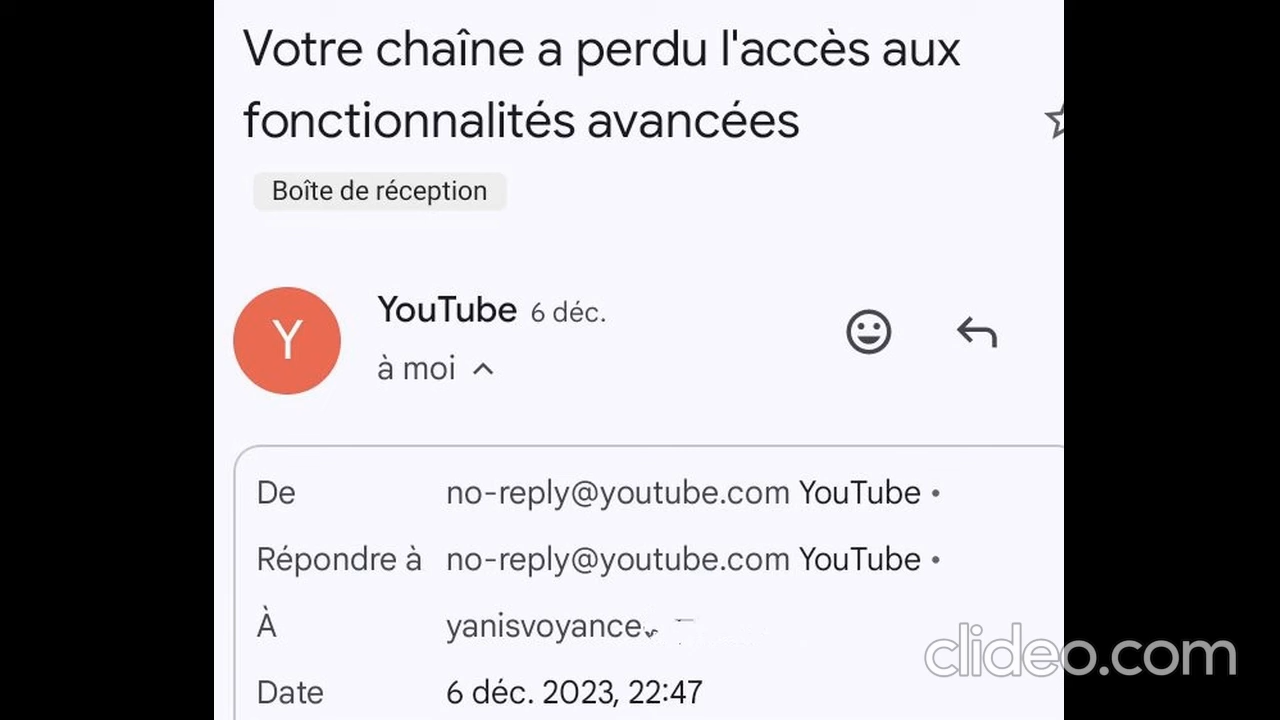 Votre chaîne a perdu l'accès aux
fonctionnalités avancées
Boîte de réception
Y
YouTube 6 déc.
à moi
De no-reply@youtube.com YouTube •
Répondre à no-reply@youtube.com YouTube •
À yanisvoyance
Date 6 déc. 2023, 22:47
clideo.com